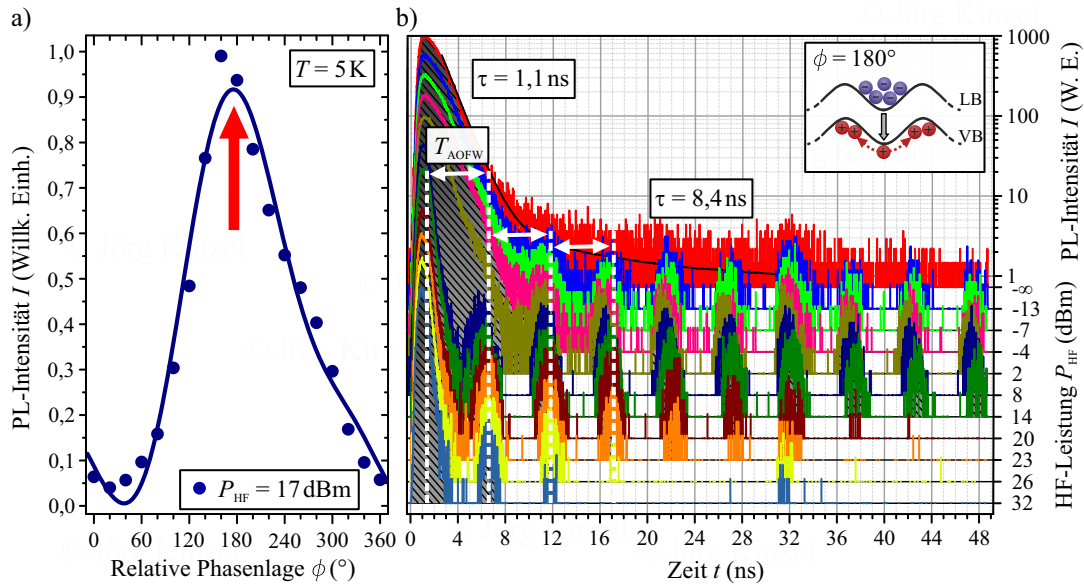 a)
PL-Intensität I (Willk. Einh.)
1,0
0,9
0,8
0,7
0,6
0,5
0,4
0,3
0,2
0,1
0,0
T = 5 K
P_HF = 17 dBm
0 60 120 180 240 300 360
Relative Phasenlage ϕ (°)
b)
τ = 1,1 ns
T_AOFW
τ = 8,4 ns
ϕ = 180°
LB
VB
1000
100
10
1
-∞
-13
-7
-4
2
8
14
20
23
26
32
PL-Intensität I (W. E.)
HF-Leistung P_HF (dBm)
0 4 8 12 16 20 24 28 32 36 40 44 48
Zeit t (ns)
© Jörg Kinzel